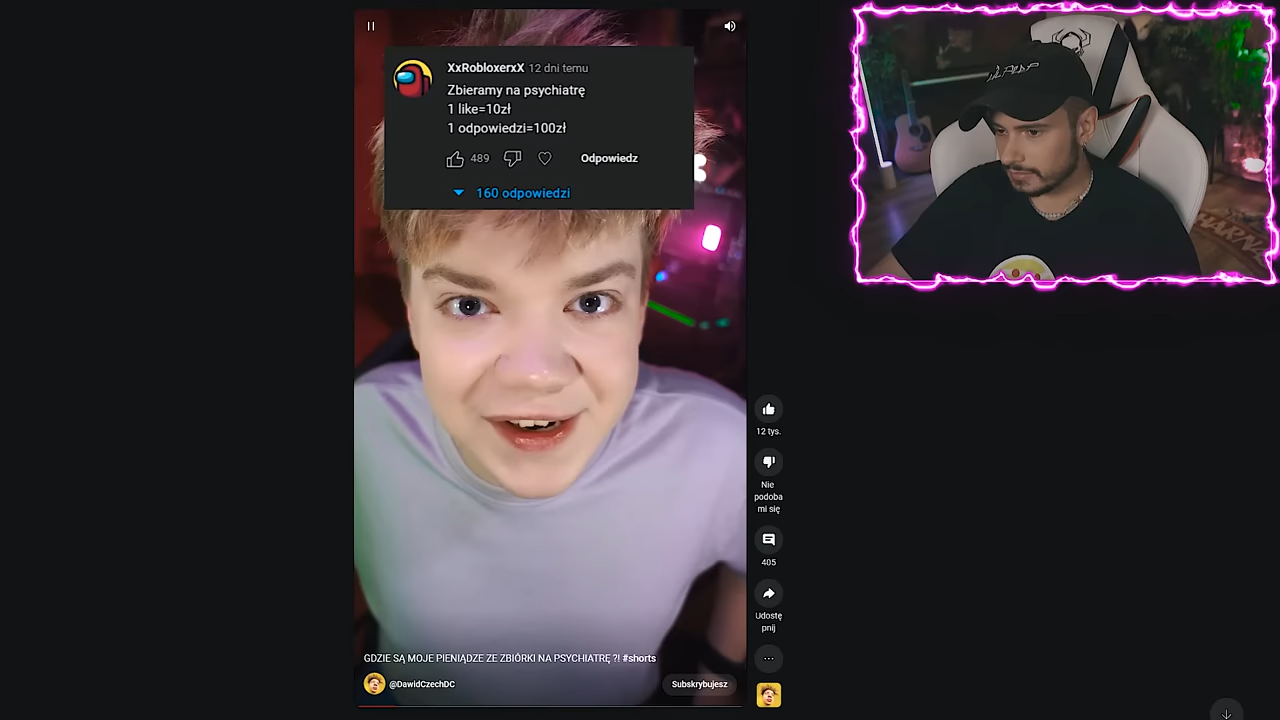 XxRobloxerxX 12 dni temu
Zbieramy na psychiatrę
1 like=10zł
1 odpowiedzi=100zł
489 Odpowiedz
160 odpowiedzi
12 tys.
Nie
podoba
mi się
405
Udostę
pnij
GDZIE SĄ MOJE PIENIĄDZE ZE ZBIÓRKI NA PSYCHIATRĘ ?! #shorts
@DawidCzechDC
Subskrybujesz